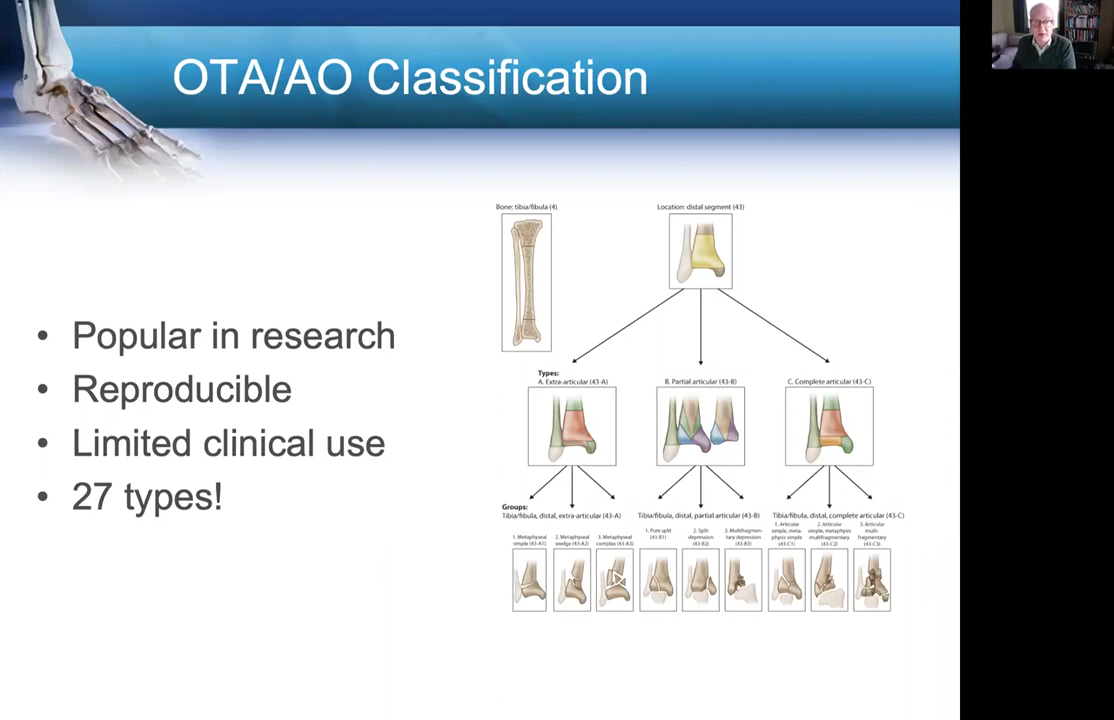 OTA/AO Classification
• Popular in research
• Reproducible
• Limited clinical use
• 27 types!
Bone: tibia/fibula (4)
Location: distal segment (43)
Types:
A. Extra-articular (43-A)
B. Partial articular (43-B)
C. Complete articular (43-C)
Groups:
Tibia/fibula, distal, extra-articular (43-A)
Tibia/fibula, distal, partial articular (43-B)
Tibia/fibula, distal, complete articular (43-C)
1. Metaphyseal
simple (43-A1)
2. Metaphyseal
wedge (43-A2)
3. Metaphyseal
complex (43-A3)
1. Pure split
(43-B1)
2. Split
depression
(43-B2)
3. Multifragmen-
tary depression
(43-B3)
1. Articular
simple, meta-
physis simple
(43-C1)
2. Articular
simple, metaphysis
multifragmentary
(43-C2)
3. Articular
multi-
fragmentary
(43-C3)